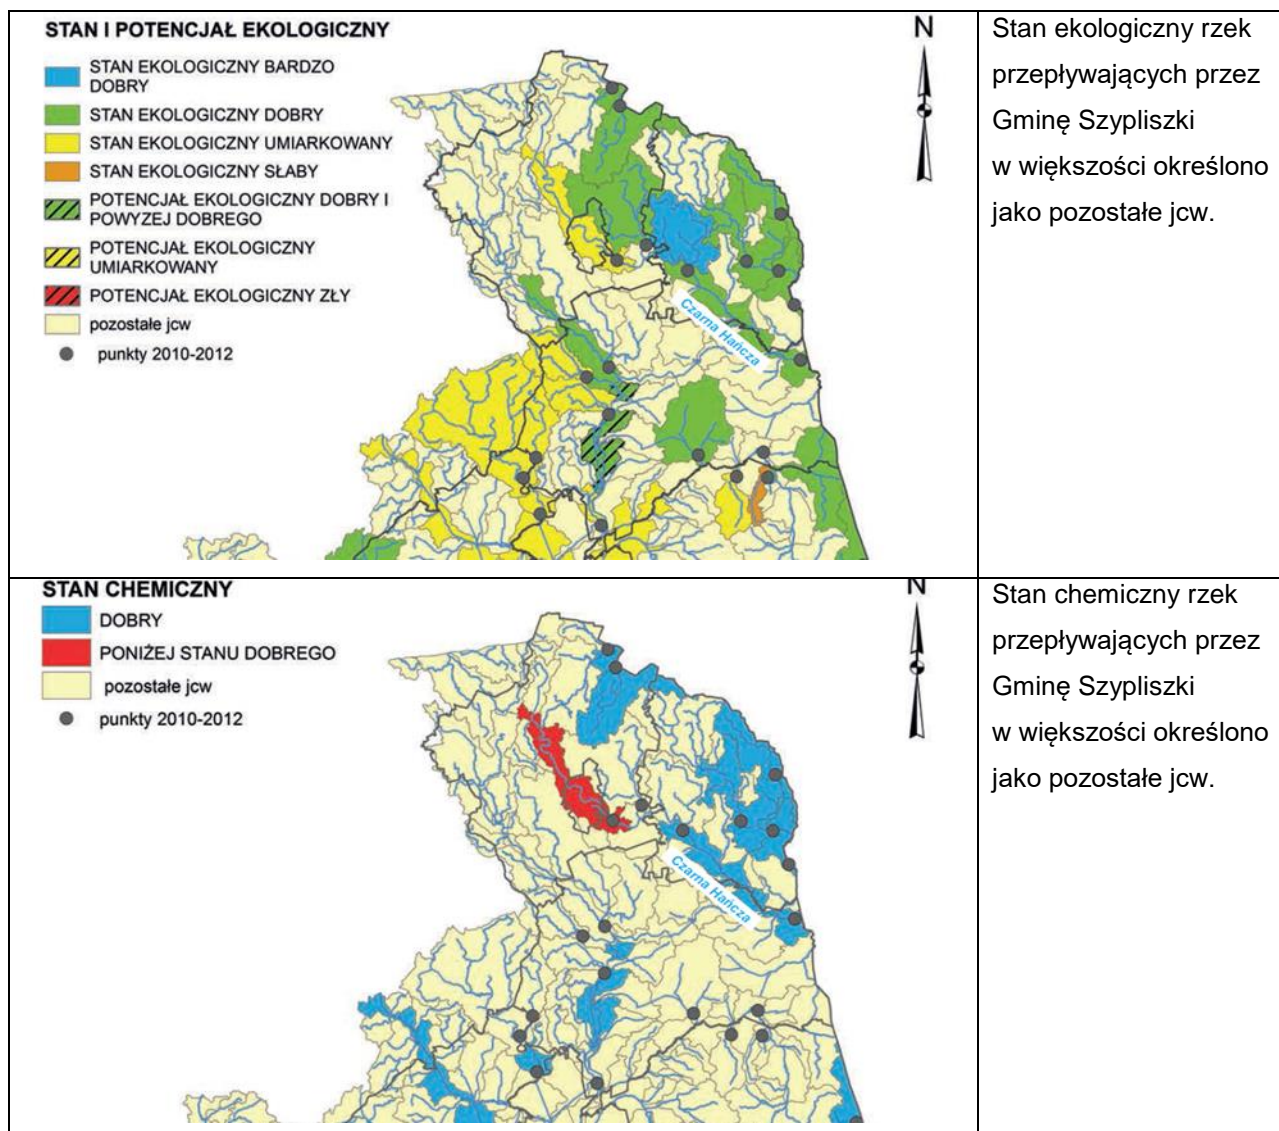 STAN I POTENCJAŁ EKOLOGICZNY
STAN EKOLOGICZNY BARDZO
DOBRY
STAN EKOLOGICZNY DOBRY
STAN EKOLOGICZNY UMIARKOWANY
STAN EKOLOGICZNY SŁABY
POTENCJAŁ EKOLOGICZNY DOBRY I
POWYZEJ DOBREGO
POTENCJAŁ EKOLOGICZNY
UMIARKOWANY
POTENCJAŁ EKOLOGICZNY ZŁY
pozostałe jcw
punkty 2010-2012
N
Czarna Hańcza
Stan ekologiczny rzek
przepływających przez
Gminę Szypliszki
w większości określono
jako pozostałe jcw.
STAN CHEMICZNY
DOBRY
PONIŻEJ STANU DOBREGO
pozostałe jcw
punkty 2010-2012
N
Czarna Hańcza
Stan chemiczny rzek
przepływających przez
Gminę Szypliszki
w większości określono
jako pozostałe jcw.